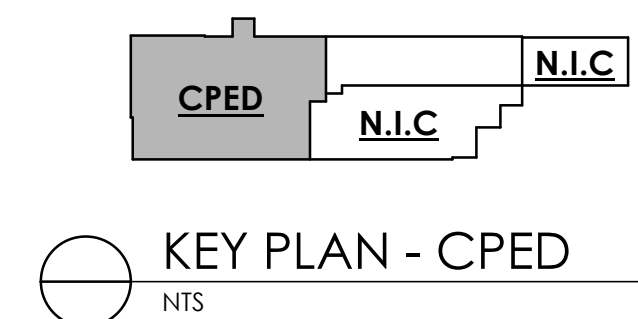 N.I.C
CPED
N.I.C
KEY PLAN - CPED
NTS